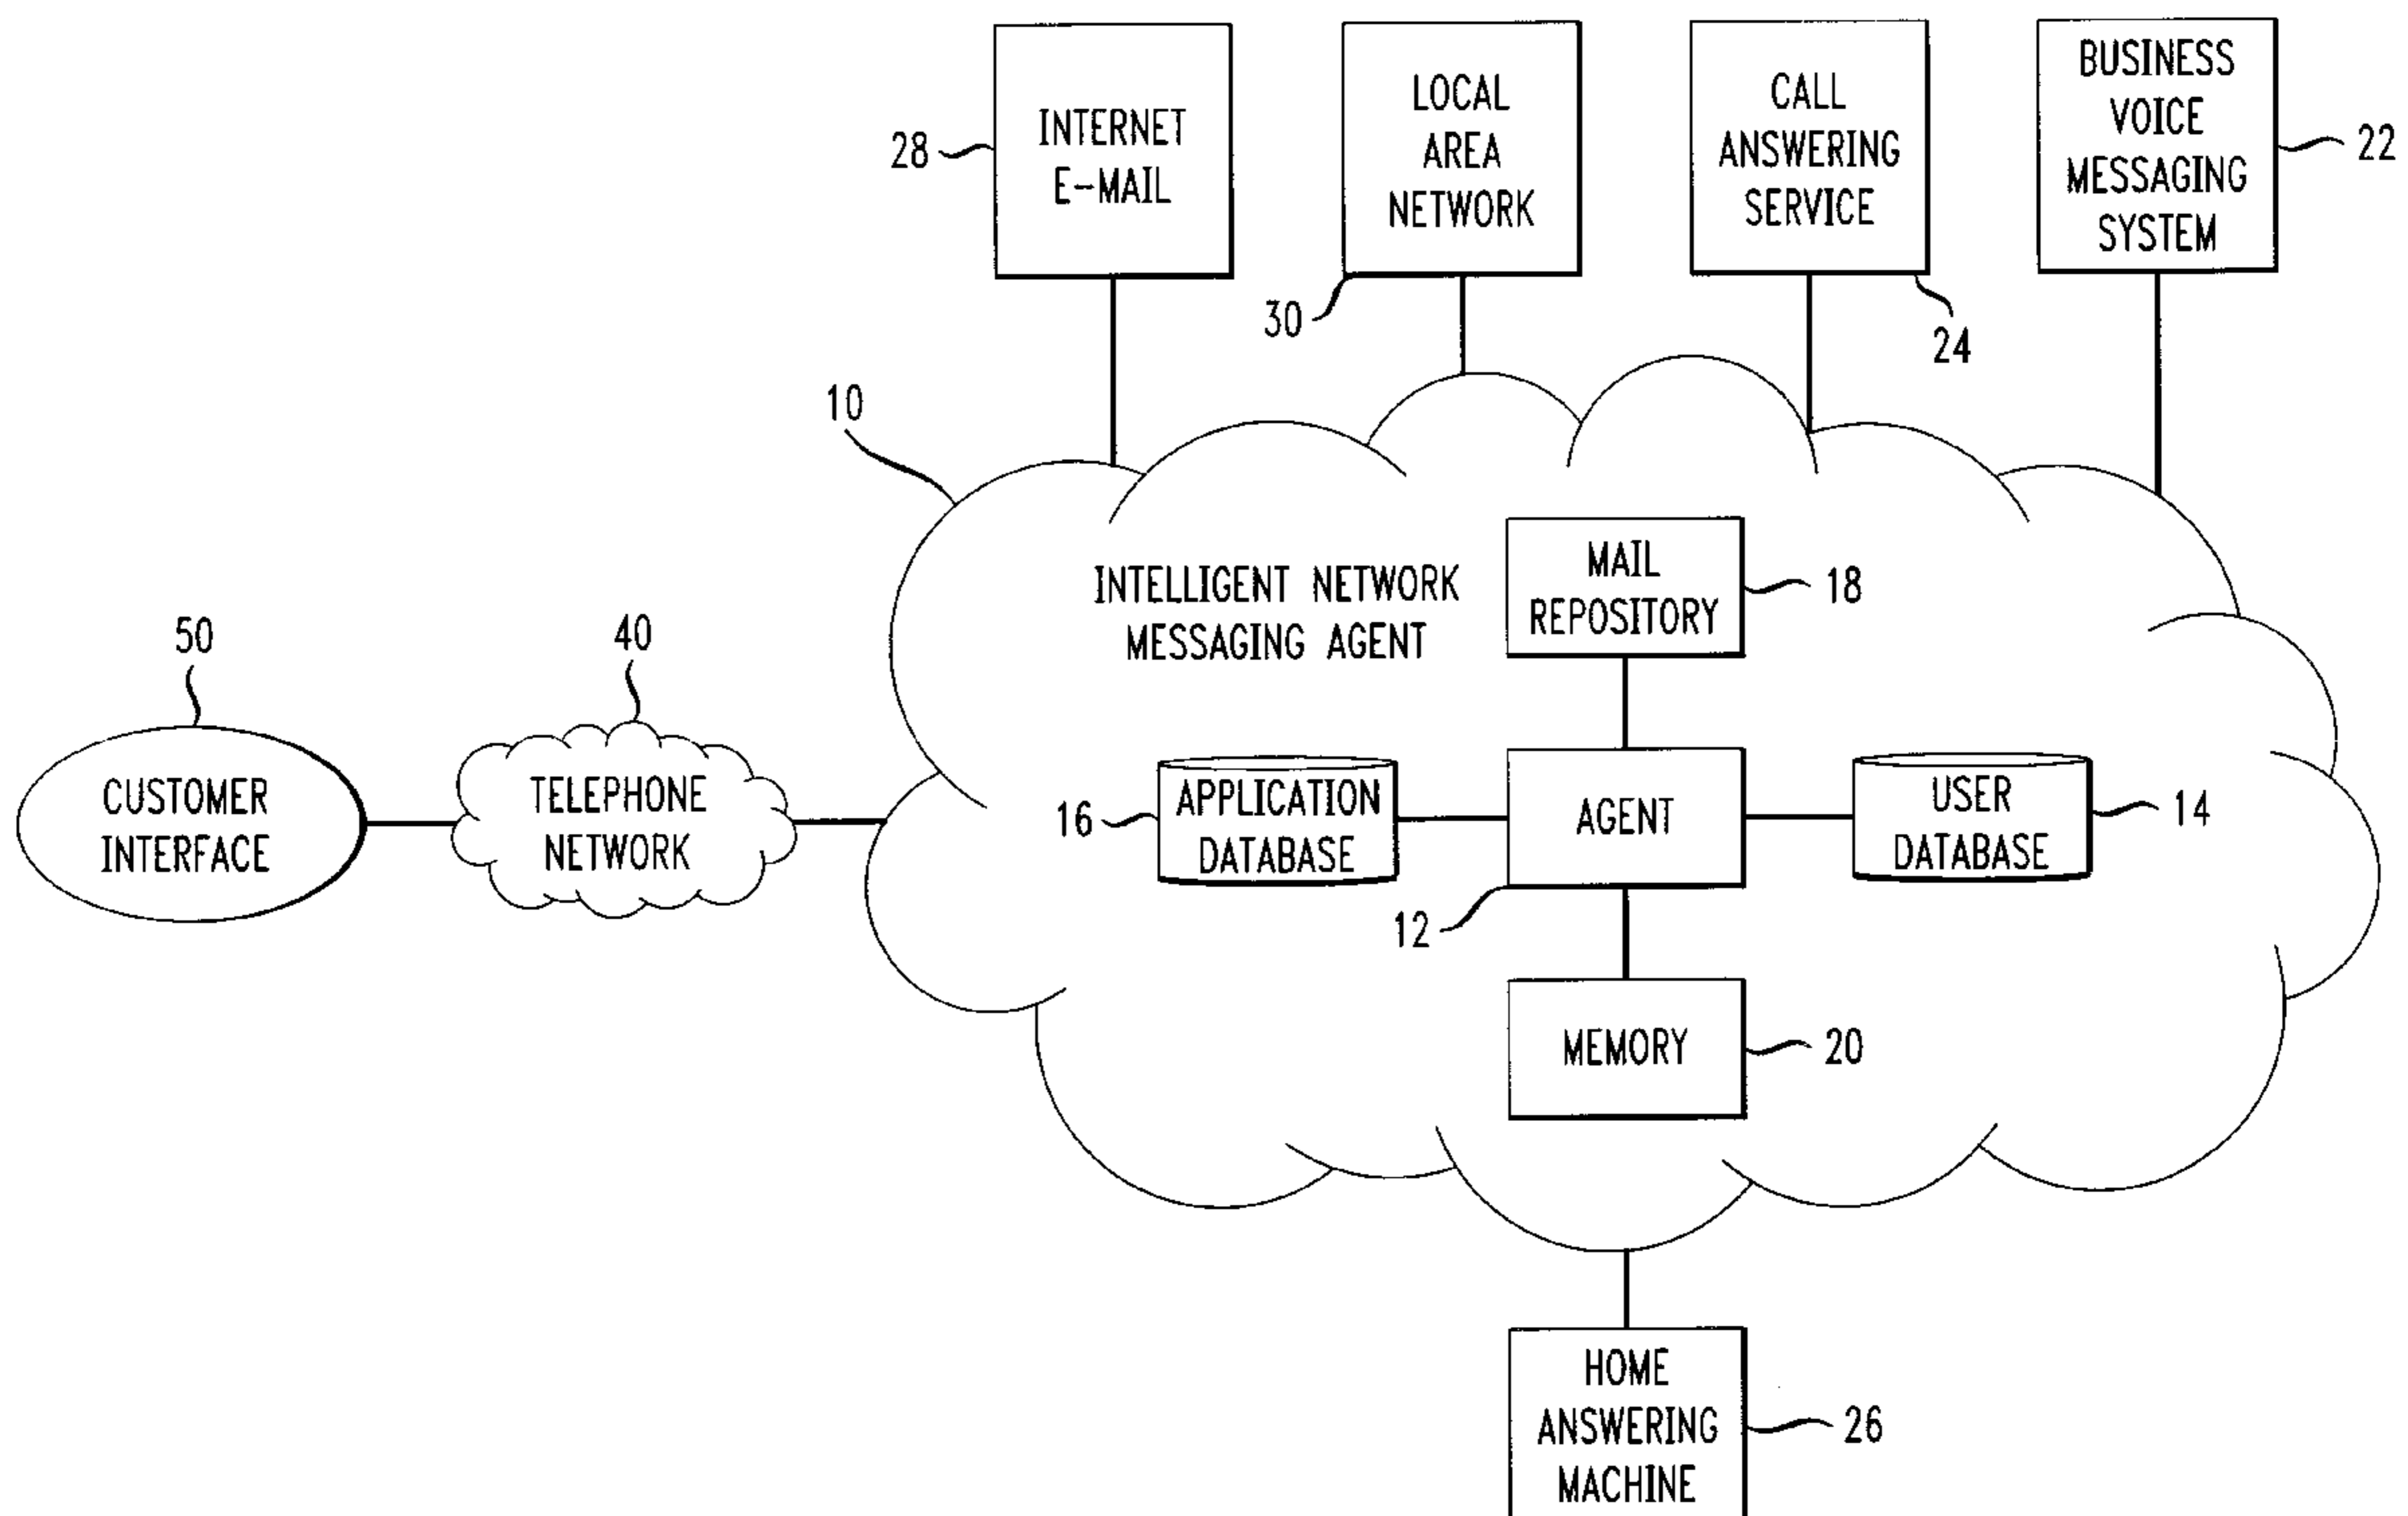 28
INTERNET
E-MAIL
LOCAL
AREA
NETWORK
30
CALL
ANSWERING
SERVICE
24
BUSINESS
VOICE
MESSAGING
SYSTEM
22
10
INTELLIGENT NETWORK
MESSAGING AGENT
MAIL
REPOSITORY
18
50
CUSTOMER
INTERFACE
40
TELEPHONE
NETWORK
16
APPLICATION
DATABASE
AGENT
12
USER
DATABASE
14
MEMORY
20
HOME
ANSWERING
MACHINE
26